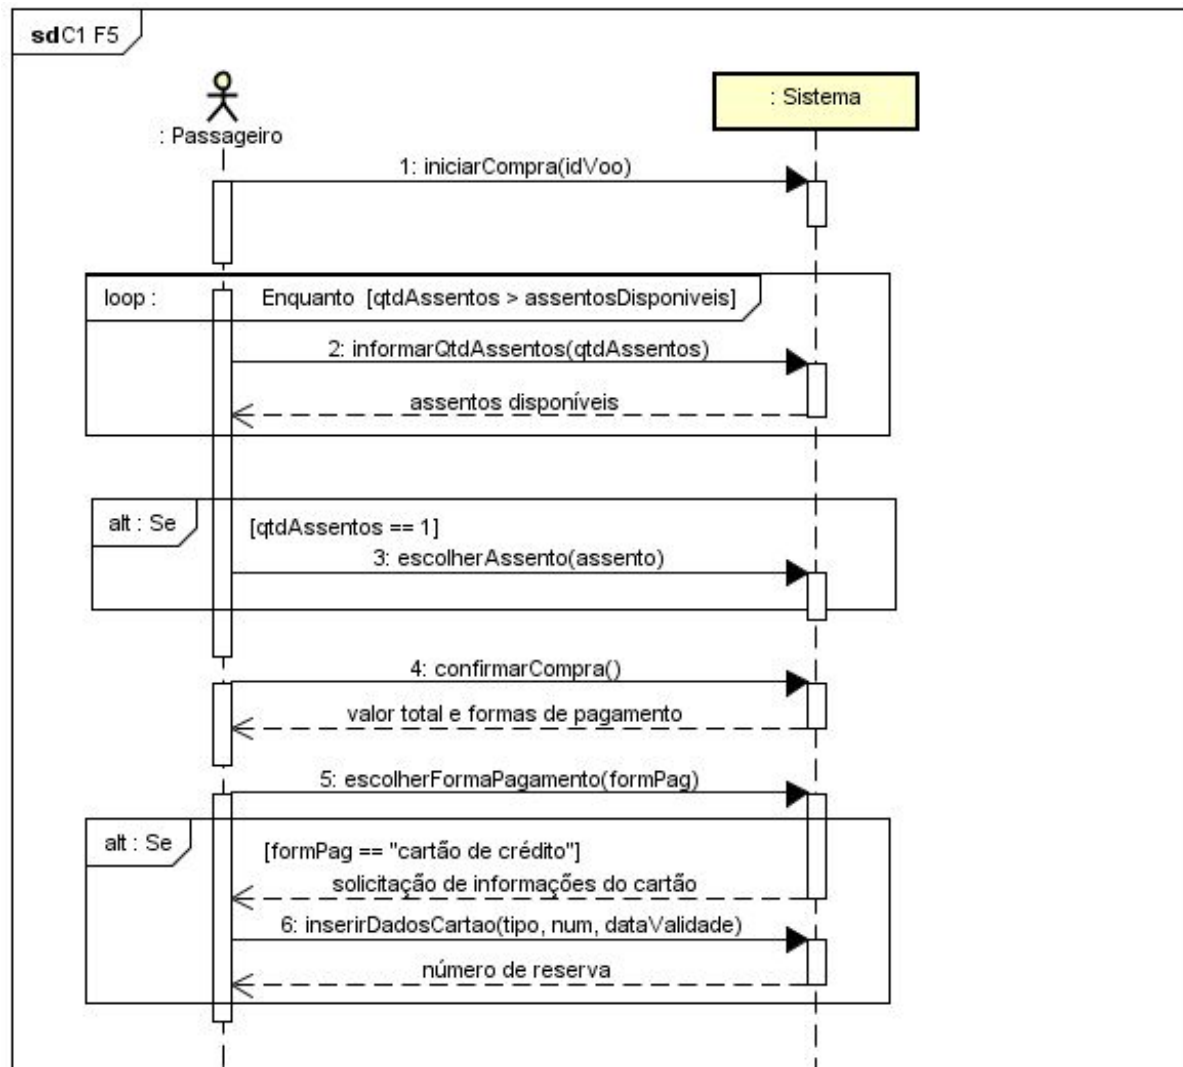 sd C1 F5
: Passageiro
: Sistema
1: iniciarCompra(idVoo)
loop : Enquanto [qtdAssentos > assentosDisponiveis]
2: informarQtdAssentos(qtdAssentos)
assentos disponíveis
alt : Se
[qtdAssentos == 1]
3: escolherAssento(assento)
4: confirmarCompra()
valor total e formas de pagamento
5: escolherFormaPagamento(formPag)
alt : Se
[formPag == "cartão de crédito"]
solicitação de informações do cartão
6: inserirDadosCartao(tipo, num, dataValidade)
número de reserva